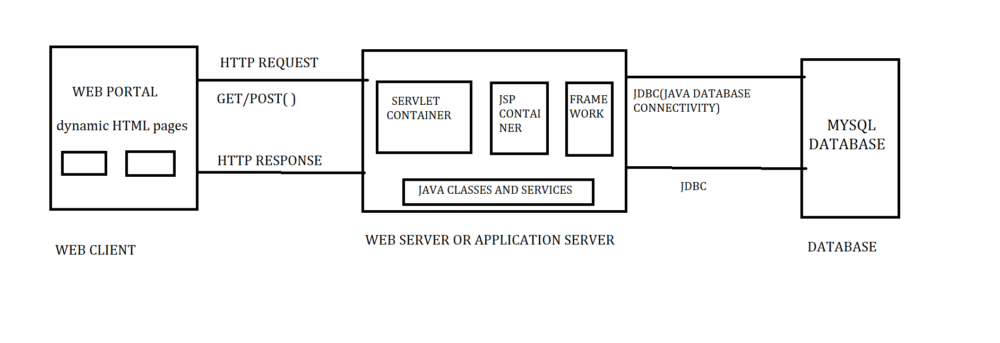 WEB PORTAL
dynamic HTML pages
WEB CLIENT
HTTP REQUEST
GET/POST( )
HTTP RESPONSE
SERVLET
CONTAINER
JSP
CONTAI
NER
FRAME
WORK
JAVA CLASSES AND SERVICES
WEB SERVER OR APPLICATION SERVER
JDBC(JAVA DATABASE
CONNECTIVITY)
JDBC
MYSQL
DATABASE
DATABASE